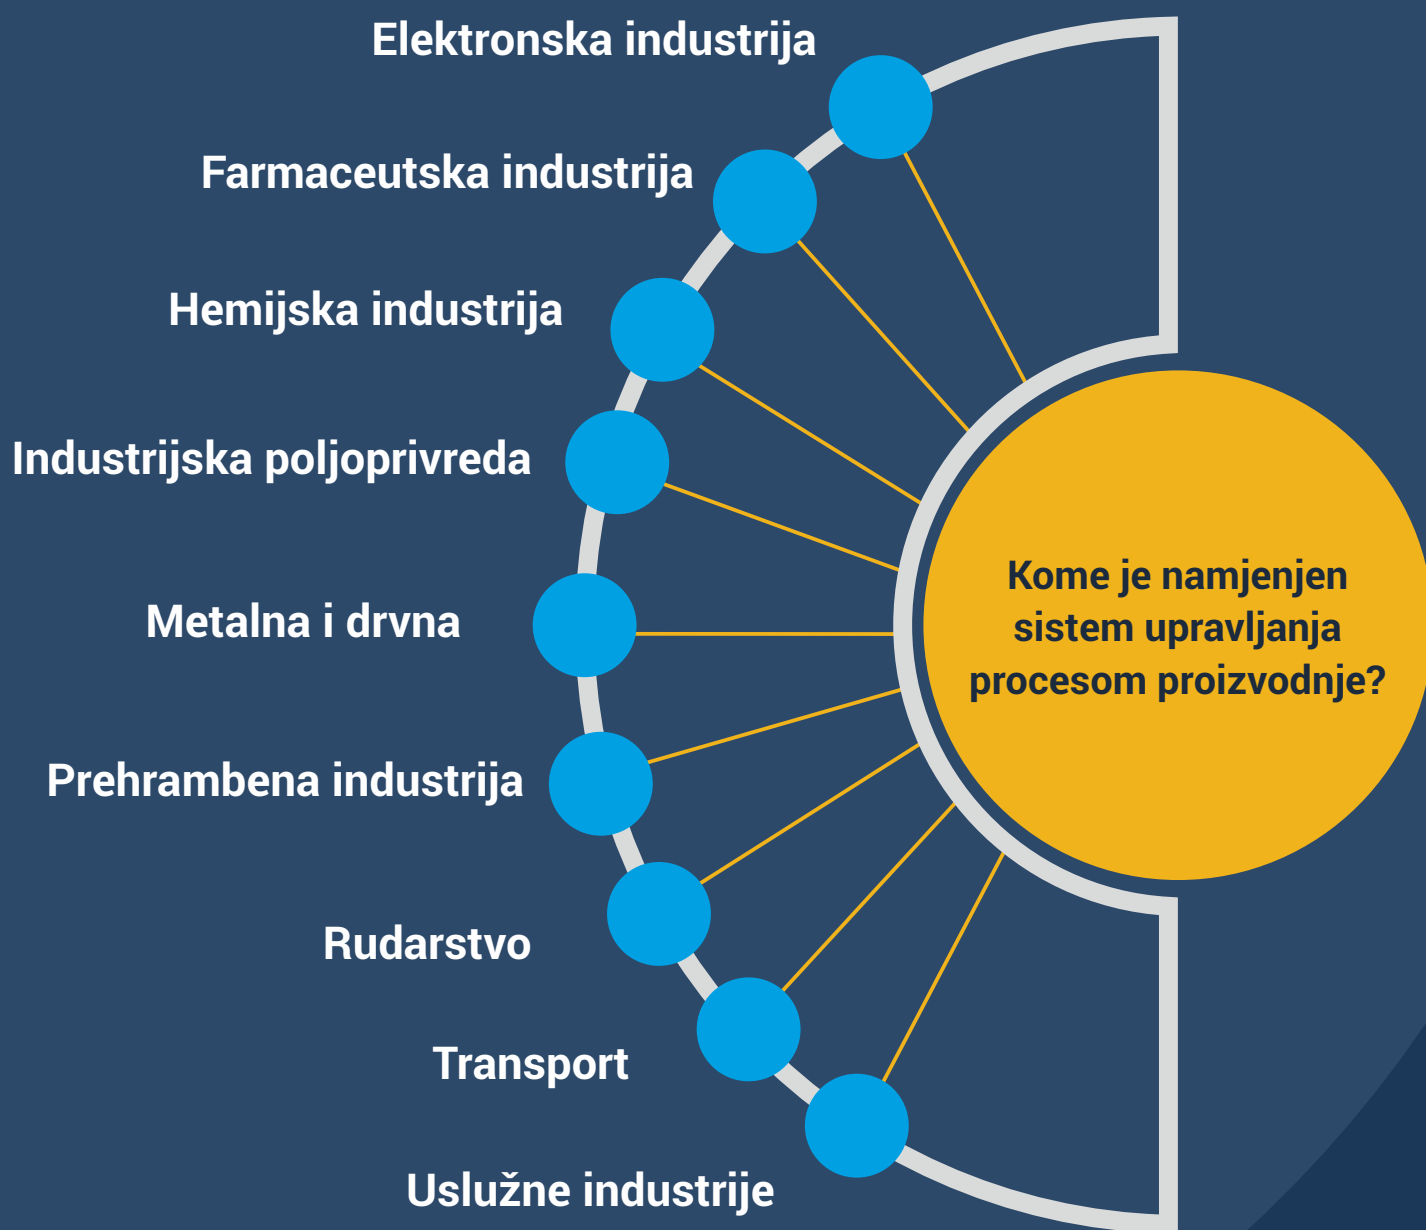 Elektronska industrija
Farmaceutska industrija
Hemijska industrija
Industrijska poljoprivreda
Metalna i drvna
Prehrambena industrija
Rudarstvo
Transport
Uslužne industrije
Kome je namjenjen
sistem upravljanja
procesom proizvodnje?